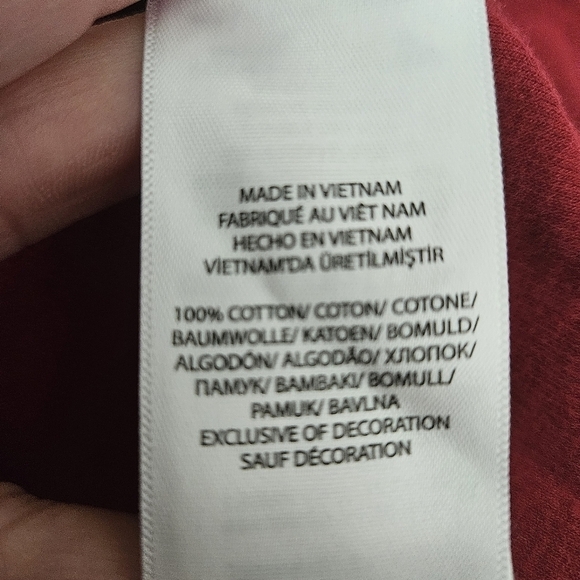 MADE IN VIETNAM
FABRIQUÉ AU VIÊT NAM
HECHO EN VIETNAM
VİETNAM'DA ÜRETİLMİŞTİR
100% COTTON/ COTON/ COTONE/
BAUMWOLLE/ KATOEN/ BOMULD/
ALGODÓN/ ALGODÃO/ ХЛОПОК/
ПАМУК/ BAMBAKI/ BOMULL/
PAMUK/ BAVLNA
EXCLUSIVE OF DECORATION
SAUF DÉCORATION